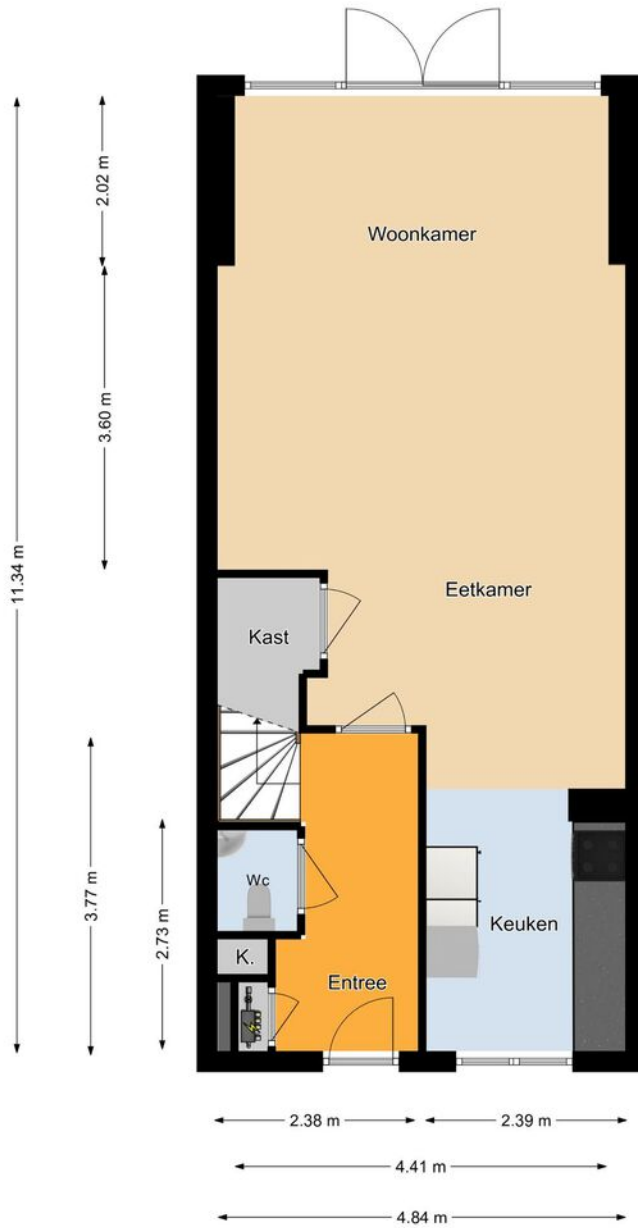 2.02 m
Woonkamer
3.60 m
11.34 m
Eetkamer
Kast
3.77 m
2.73 m
Wc
Keuken
K.
Entree
2.38 m
2.39 m
4.41 m
4.84 m